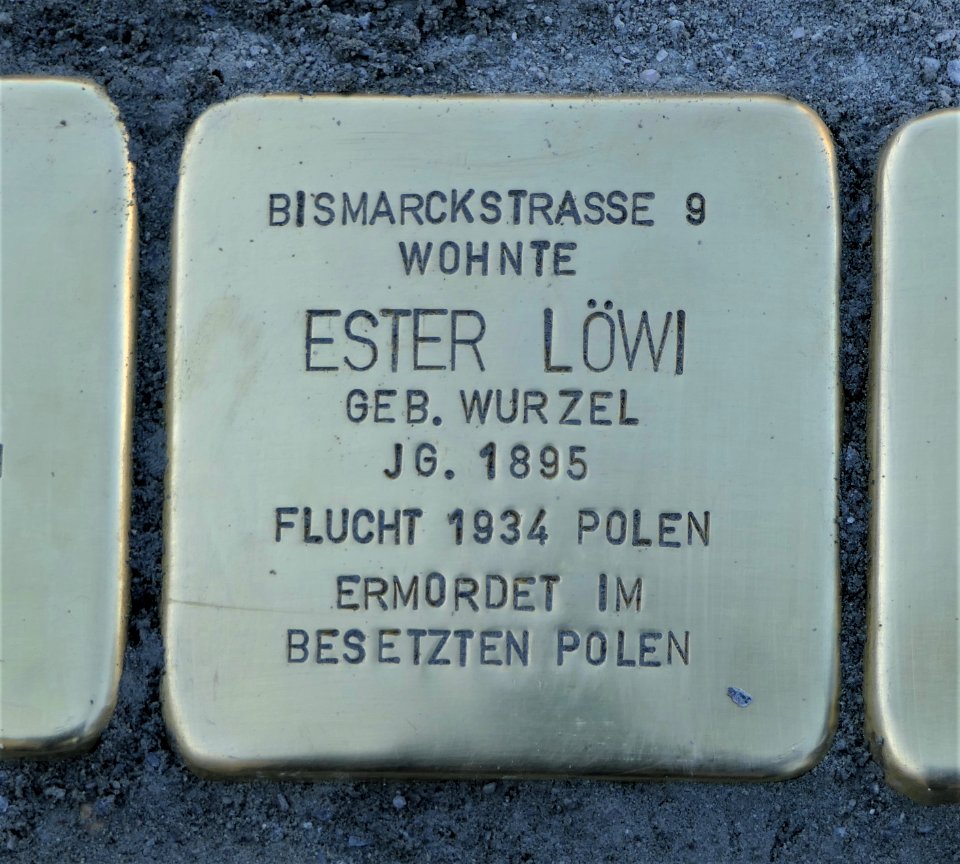 BISMARCKSTRASSE 9
WOHNTE
ESTER LÖWI
GEB. WURZEL
JG. 1895
FLUCHT 1934 POLEN
ERMORDET IM
BESETZTEN POLEN